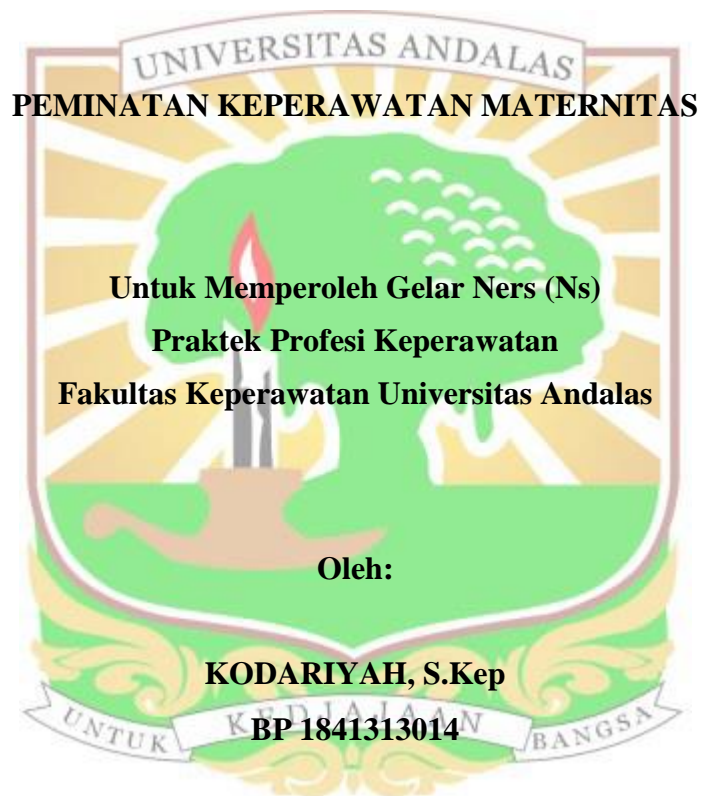 UNIVERSITAS ANDALAS
PEMINATAN KEPERAWATAN MATERNITAS
Untuk Memperoleh Gelar Ners (Ns)
Praktek Profesi Keperawatan
Fakultas Keperawatan Universitas Andalas
Oleh:
KODARIYAH, S.Kep
UNTUK KEDJAJAAN BANGSA
BP 1841313014